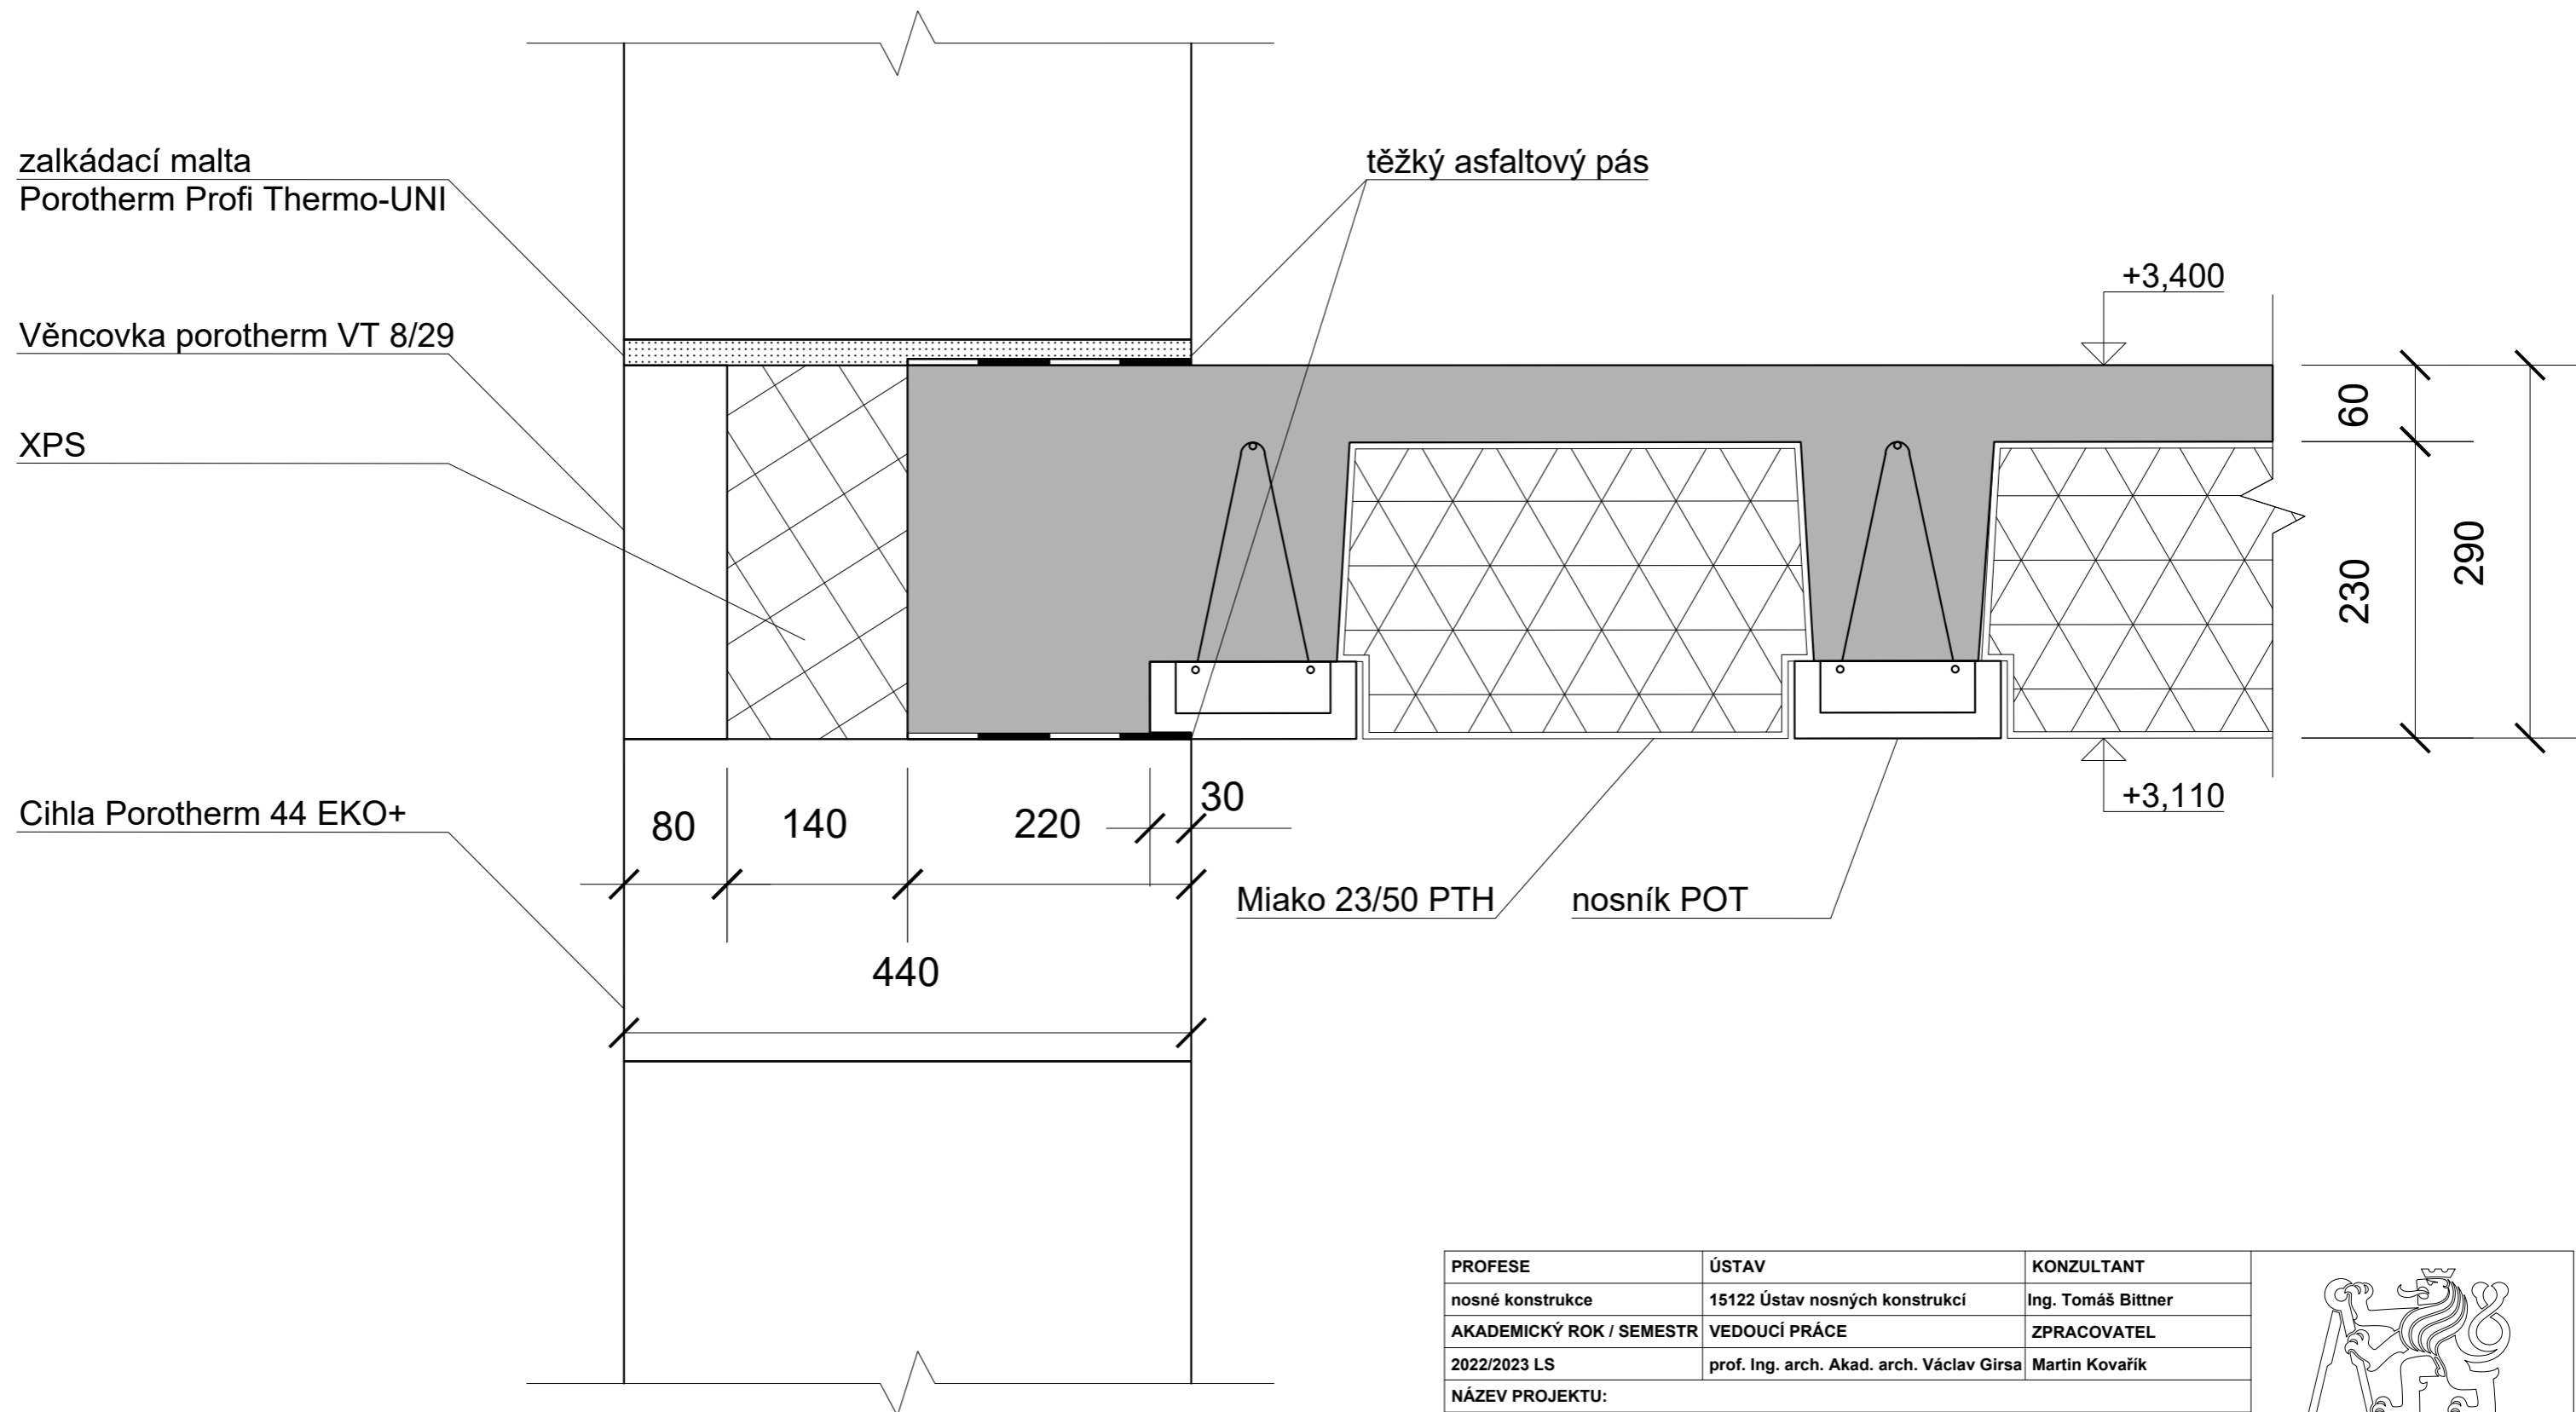 zalkádací malta
Porotherm Profi Thermo-UNI
těžký asfaltový pás
+3,400
Věncovka porotherm VT 8/29
XPS
60
290
230
Cihla Porotherm 44 EKO+
80
140
220
30
+3,110
Miako 23/50 PTH
nosník POT
440
PROFESE ÚSTAV KONZULTANT
nosné konstrukce 15122 Ústav nosných konstrukcí Ing. Tomáš Bittner
AKADEMICKÝ ROK / SEMESTR VEDOUCÍ PRÁCE ZPRACOVATEL
2022/2023 LS prof. Ing. arch. Akad. arch. Václav Girsa Martin Kovařík
NÁZEV PROJEKTU: